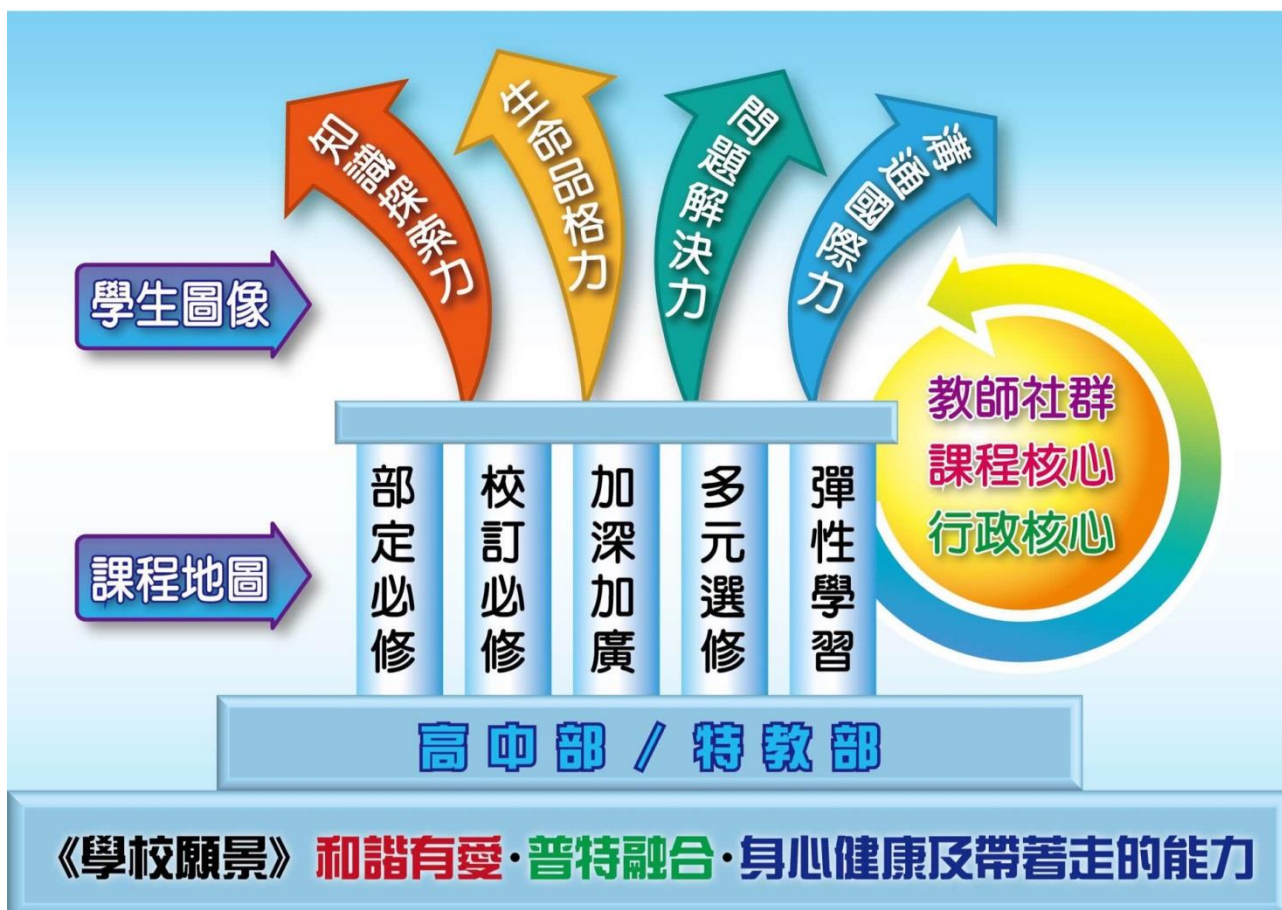 知識探索力
生命品格力
問題解決力
溝通國際力
學生圖像
教師社群
課程核心
行政核心
課程地圖
部定必修
校訂必修
加深加廣
多元選修
彈性學習
高中部/特教部
《學校願景》和諧有愛·普特融合·身心健康及帶著走的能力